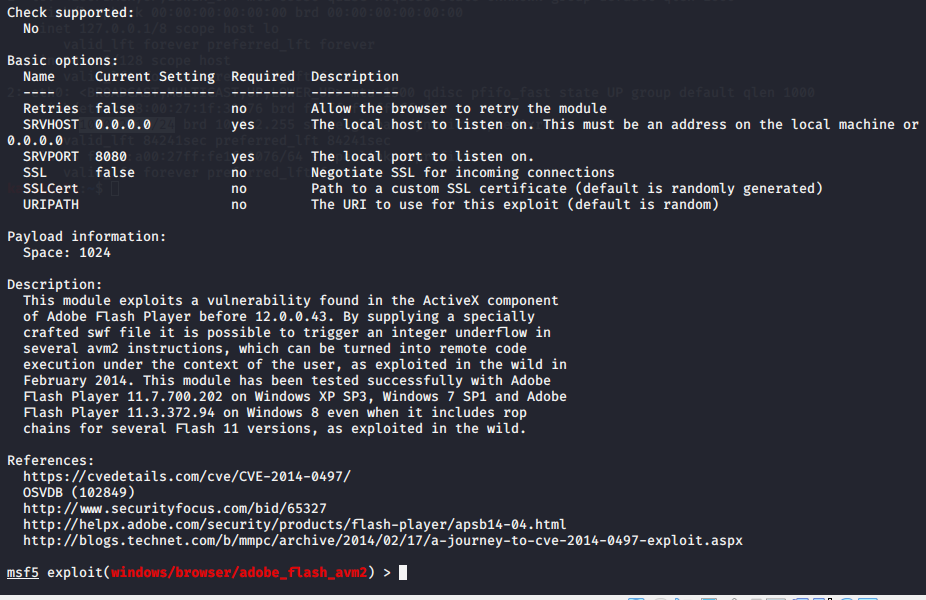 Check supported:
No
Basic options:
Name Current Setting Required Description
---- --------------- -------- -----------
Retries false no Allow the browser to retry the module
SRVHOST 0.0.0.0 yes The local host to listen on. This must be an address on the local machine or
0.0.0.0
SRVPORT 8080 yes The local port to listen on.
SSL false no Negotiate SSL for incoming connections
SSLCert no Path to a custom SSL certificate (default is randomly generated)
URIPATH no The URI to use for this exploit (default is random)
Payload information:
Space: 1024
Description:
This module exploits a vulnerability found in the ActiveX component
of Adobe Flash Player before 12.0.0.43. By supplying a specially
crafted swf file it is possible to trigger an integer underflow in
several avm2 instructions, which can be turned into remote code
execution under the context of the user, as exploited in the wild in
February 2014. This module has been tested successfully with Adobe
Flash Player 11.7.700.202 on Windows XP SP3, Windows 7 SP1 and Adobe
Flash Player 11.3.372.94 on Windows 8 even when it includes rop
chains for several Flash 11 versions, as exploited in the wild.
References:
https://cvedetails.com/cve/CVE-2014-0497/
OSVDB (102849)
http://www.securityfocus.com/bid/65327
http://helpx.adobe.com/security/products/flash-player/apsb14-04.html
http://blogs.technet.com/b/mmpc/archive/2014/02/17/a-journey-to-cve-2014-0497-exploit.aspx
msf5 exploit(windows/browser/adobe_flash_avm2) >